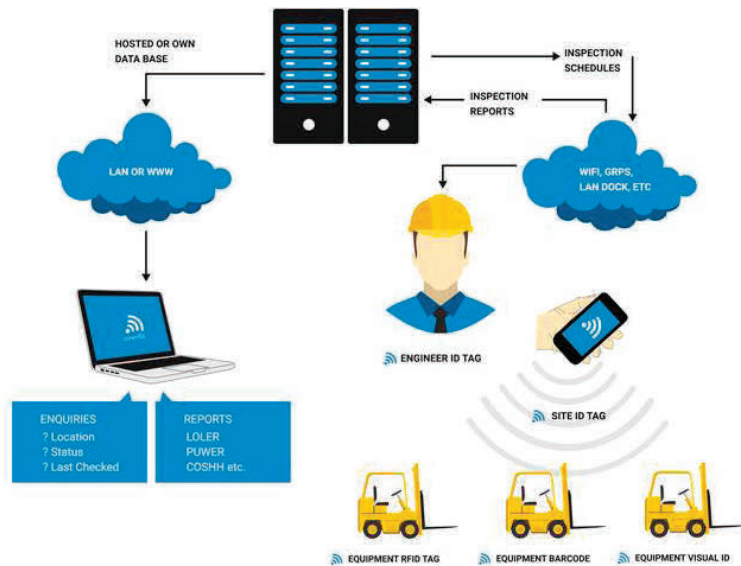 HOSTED OR OWN
DATA BASE
INSPECTION
SCHEDULES
INSPECTION
REPORTS
LAN OR WWW
WIFI, GRPS,
LAN DOCK, ETC
ENGINEER ID TAG
SITE ID TAG
ENQUIRIES
? Location
? Status
? Last Checked
REPORTS
LOLER
PUWER
COSHH etc.
EQUIPMENT RFID TAG
EQUIPMENT BARCODE
EQUIPMENT VISUAL ID